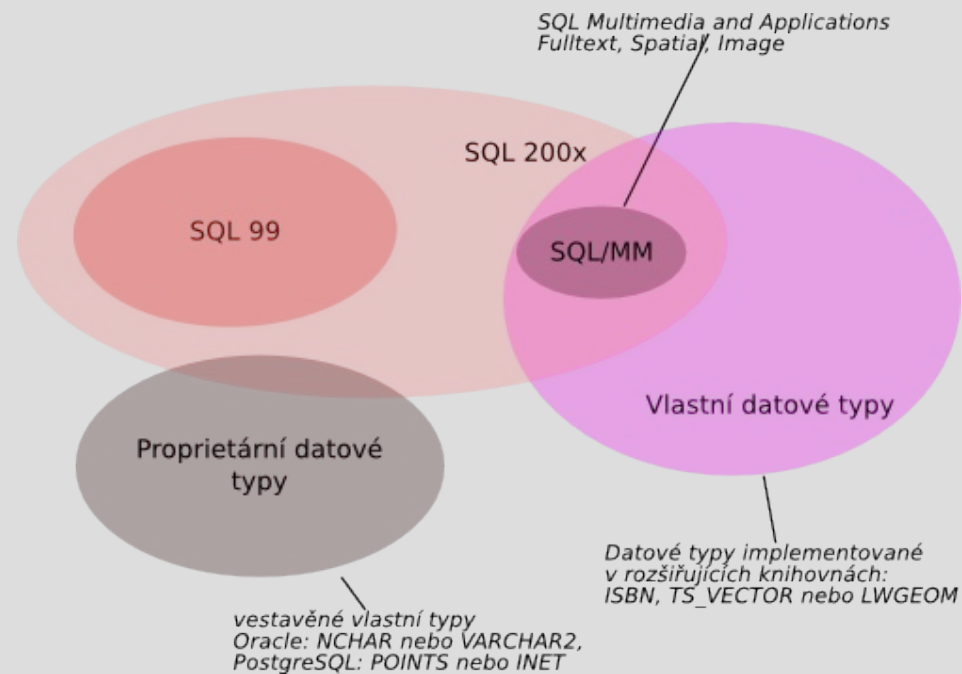 SQL Multimedia and Applications
Fulltext, Spatial, Image
SQL 200x
SQL 99
SQL/MM
Vlastní datové typy
Proprietární datové
typy
Datové typy implementované
v rozšiřujících knihovnách:
ISBN, TS_VECTOR nebo LWGEOM
vestavěné vlastní typy
Oracle: NCHAR nebo VARCHAR2,
PostgreSQL: POINTS nebo INET